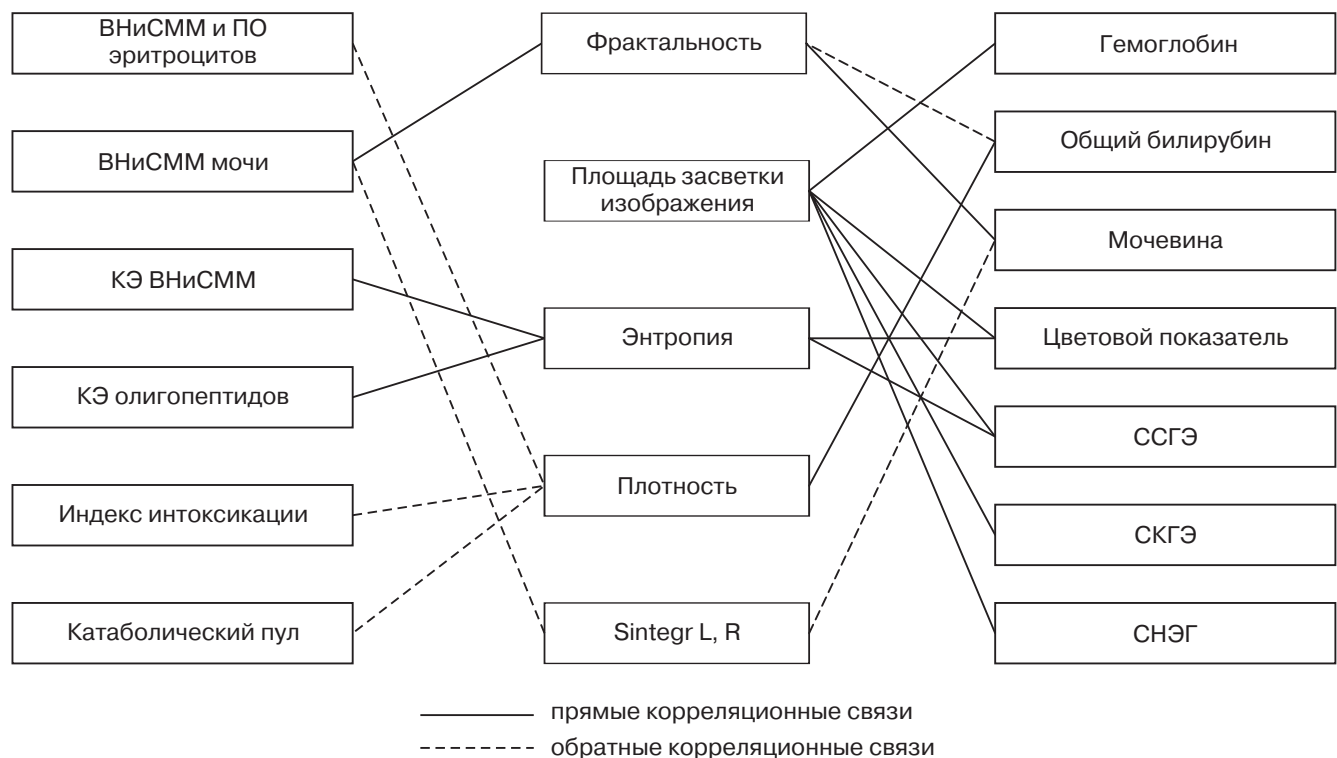 ВНиСММ и ПО
эритроцитов
ВНиСММ мочи
КЭ ВНиСММ
КЭ олигопептидов
Индекс интоксикации
Катаболический пул
Фрактальность
Площадь засветки
изображения
Энтропия
Плотность
Sintegr L, R
Гемоглобин
Общий билирубин
Мочевина
Цветовой показатель
ССГЭ
СКГЭ
СНЭГ
прямые корреляционные связи
обратные корреляционные связи